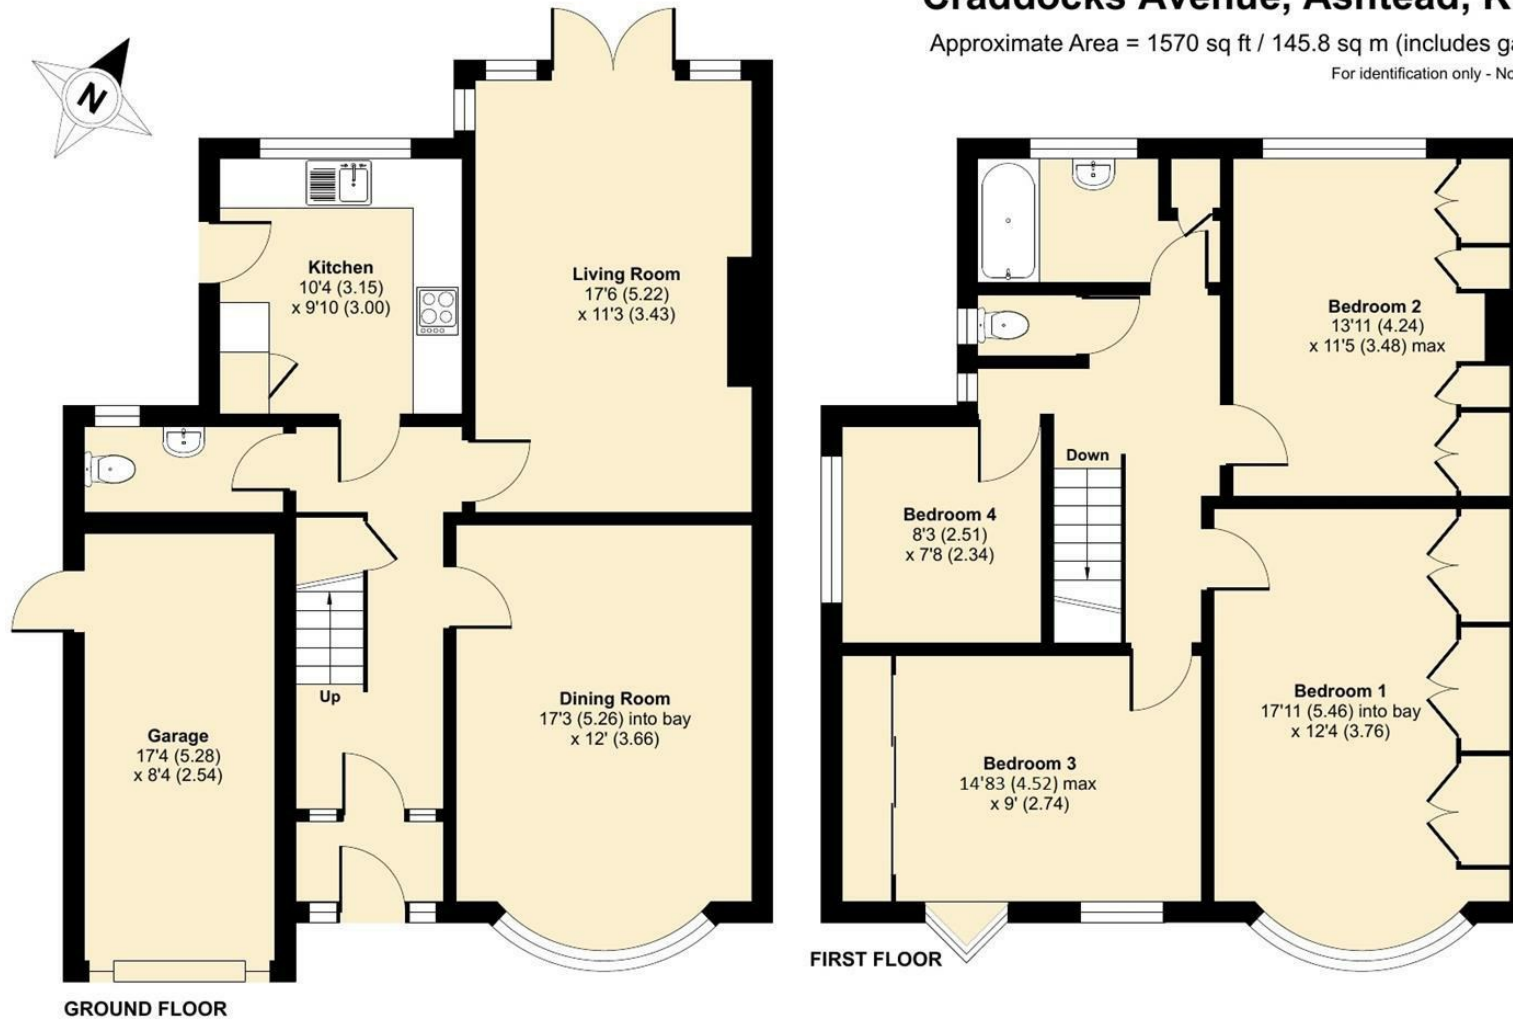 Craddocks Avenue, Ashtead,
Approximate Area = 1570 sq ft / 145.8 sq m (includes
For identification only -
N
Kitchen
10'4 (3.15)
x 9'10 (3.00)
Living Room
17'6 (5.22)
x 11'3 (3.43)
Up
Garage
17'4 (5.28)
x 8'4 (2.54)
Dining Room
17'3 (5.26) into bay
x 12' (3.66)
GROUND FLOOR
Bedroom 2
13'11 (4.24)
x 11'5 (3.48) max
Down
Bedroom 4
8'3 (2.51)
x 7'8 (2.34)
Bedroom 1
17'11 (5.46) into bay
x 12'4 (3.76)
Bedroom 3
14'83 (4.52) max
x 9' (2.74)
FIRST FLOOR